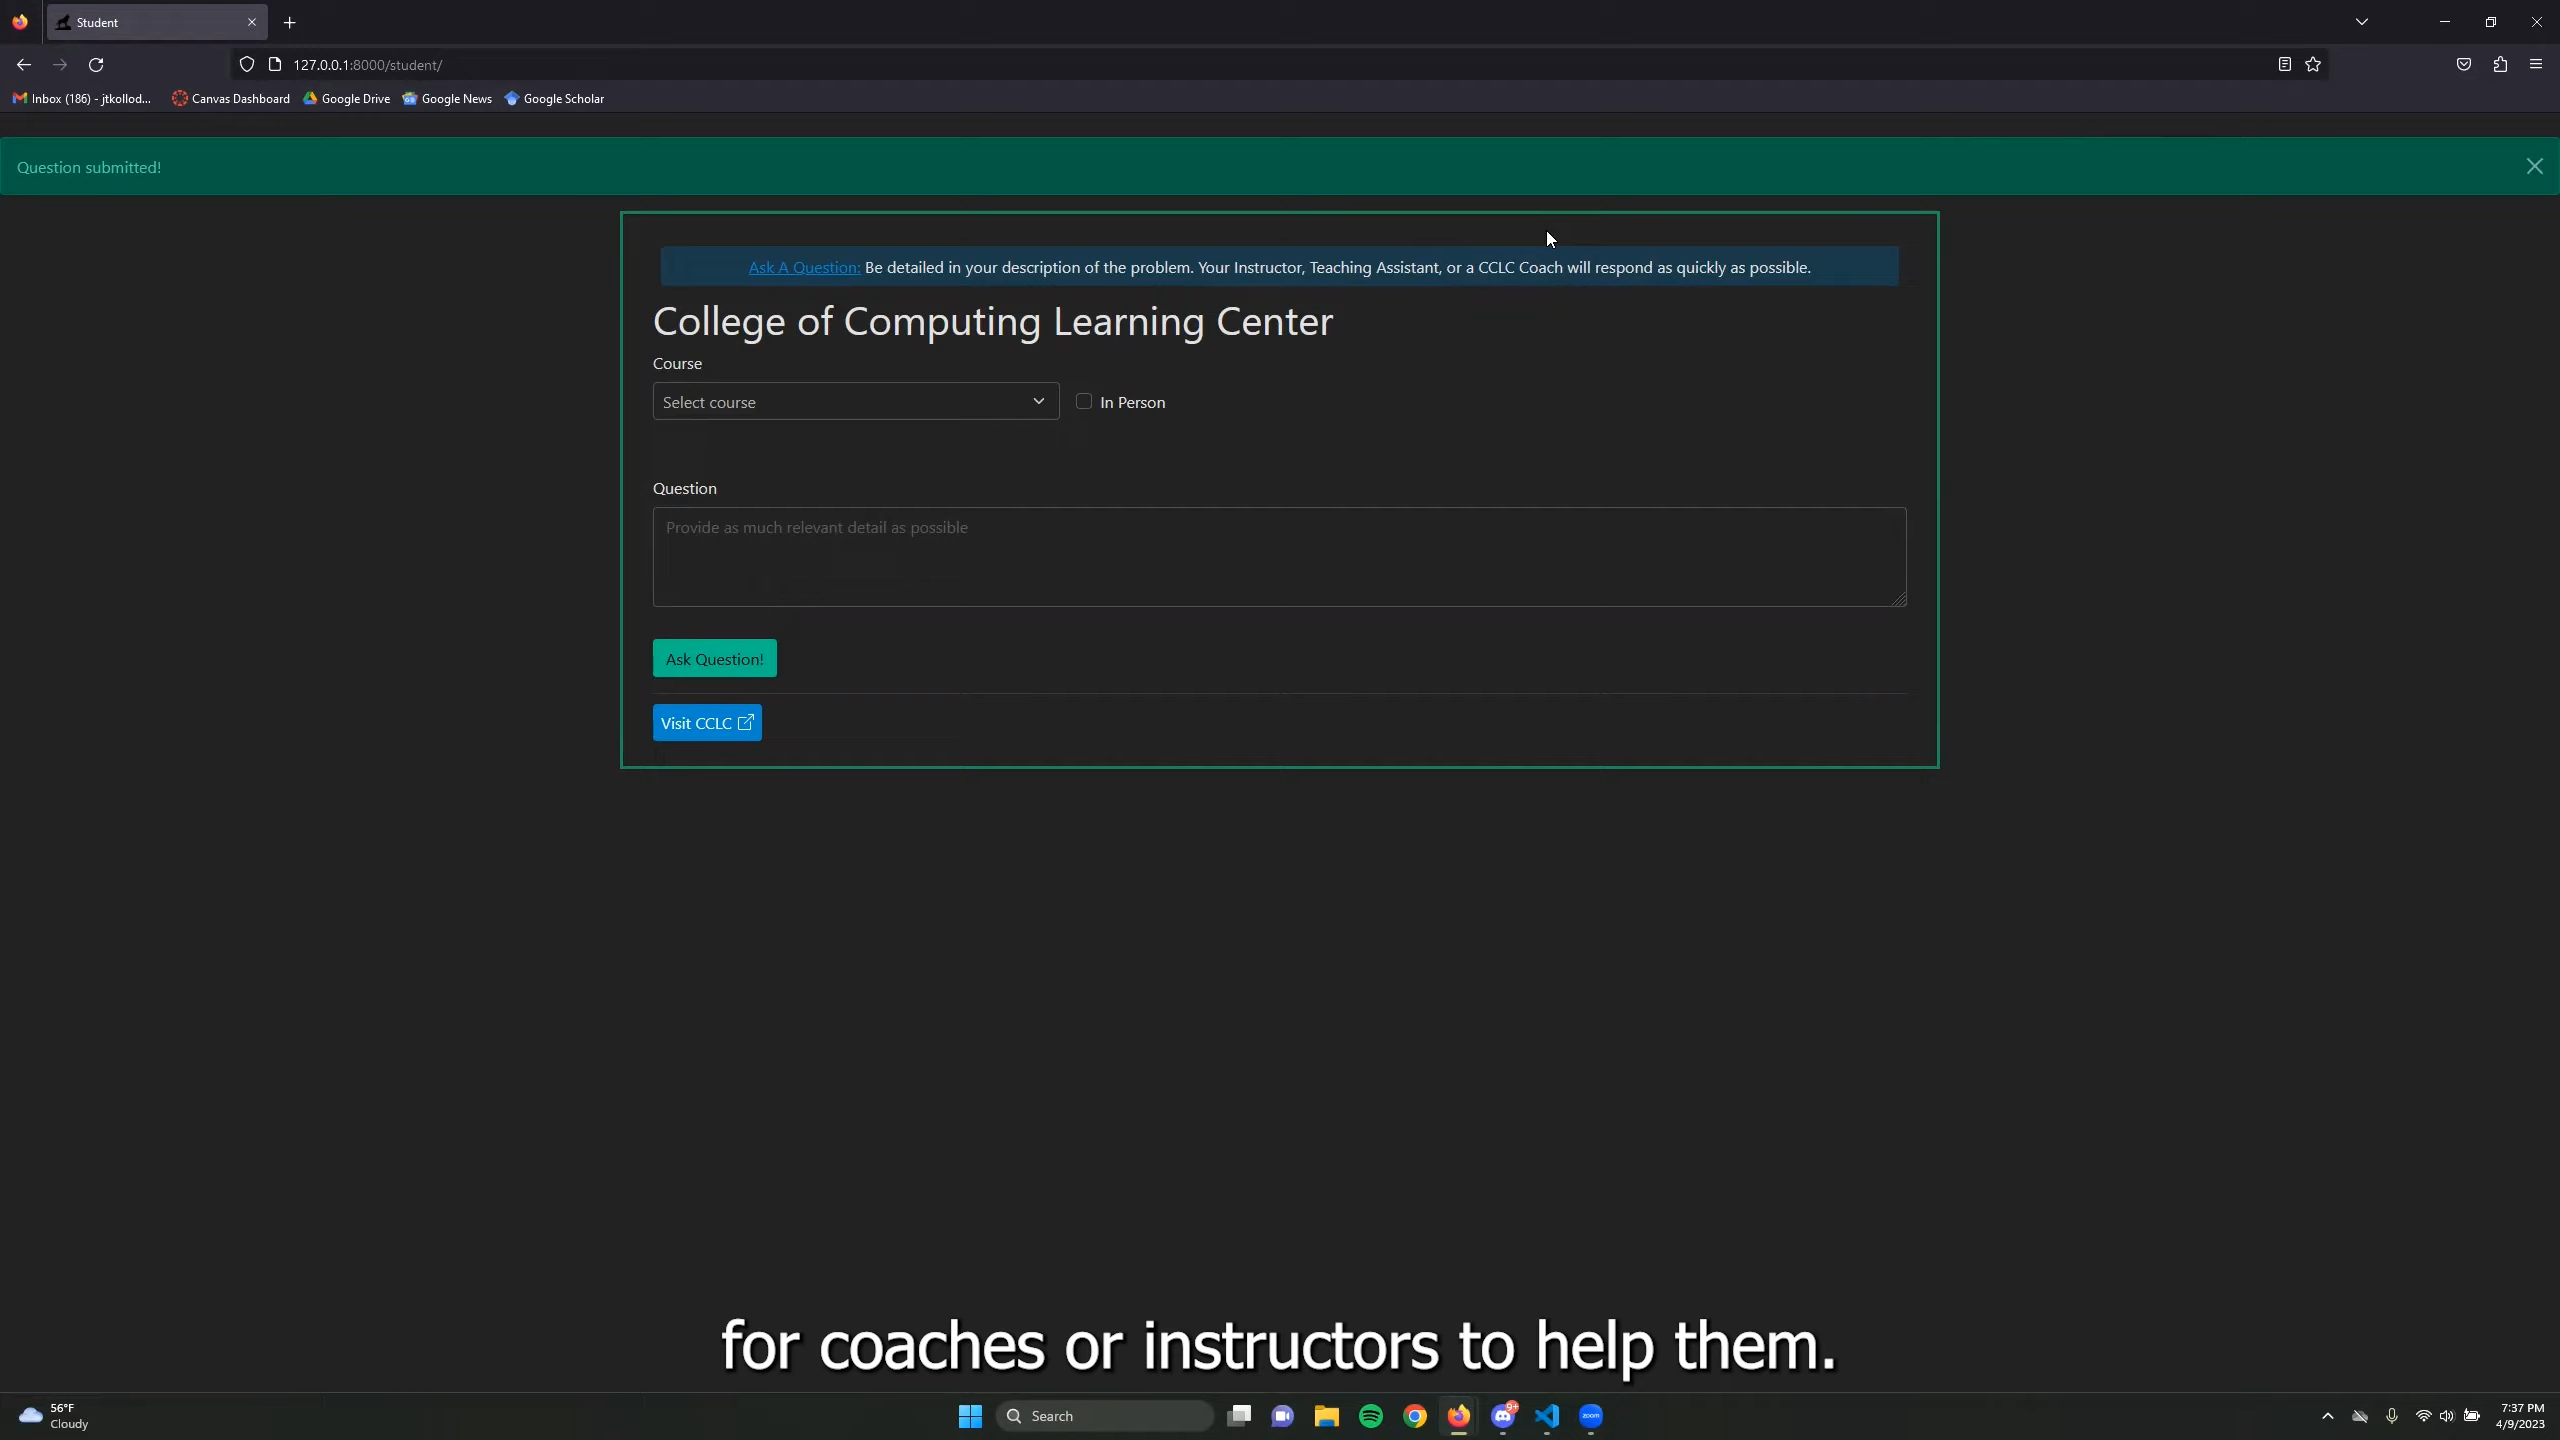 Student
127.0.0.1:8000/student/
Inbox (186) - jtkollod...
Canvas Dashboard
Google Drive
Google News
Google Scholar
Question submitted!
Ask A Question: Be detailed in your description of the problem. Your Instructor, Teaching Assistant, or a CCLC Coach will respond as quickly as possible.
College of Computing Learning Center
Course
Select course
In Person
Question
Provide as much relevant detail as possible
Ask Question!
Visit CCLC
for coaches or instructors to help them.
56°F
Cloudy
Search
9+
zoom
7:37 PM
4/9/2023